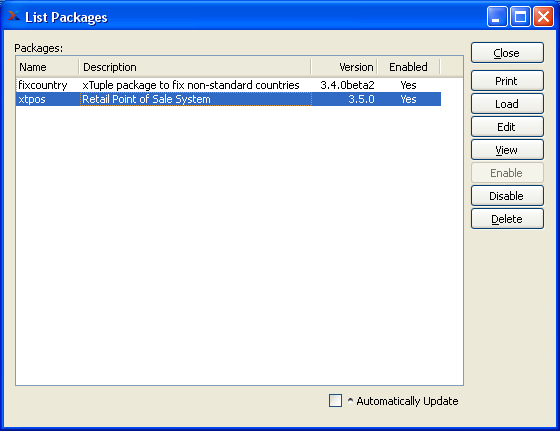 List Packages
Packages:
Name Description Version Enabled
fixcountry xTuple package to fix non-standard countries 3.4.0beta2 Yes
xtpos Retail Point of Sale System 3.5.0 Yes
Close
Print
Load
Edit
View
Enable
Disable
Delete
^ Automatically Update